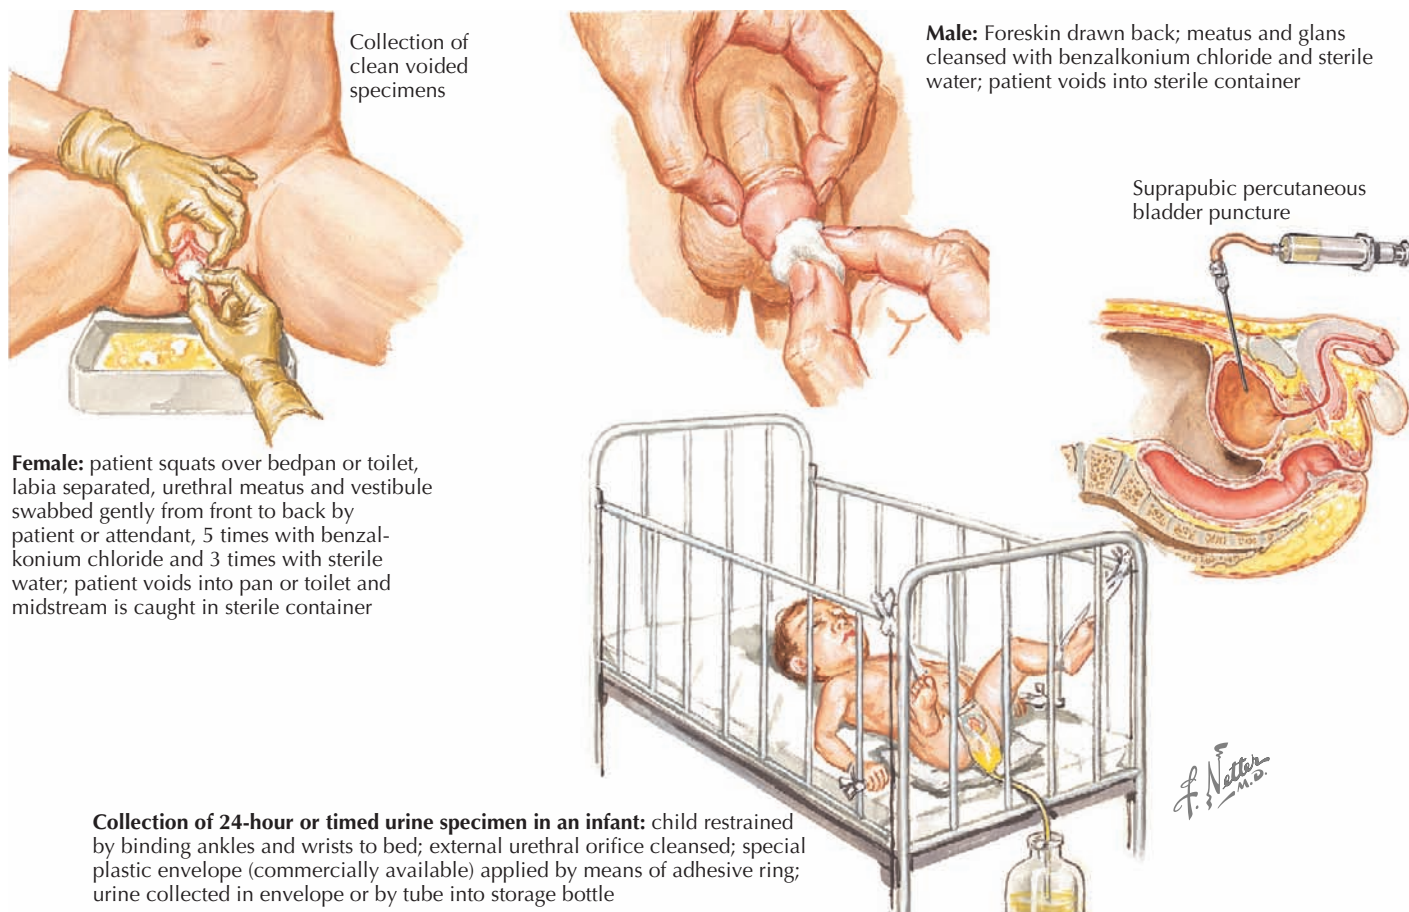 Collection of
clean voided
specimens
Male: Foreskin drawn back; meatus and glans
cleansed with benzalkonium chloride and sterile
water; patient voids into sterile container
Suprapubic percutaneous
bladder puncture
Female: patient squats over bedpan or toilet,
labia separated, urethral meatus and vestibule
swabbed gently from front to back by
patient or attendant, 5 times with benzal-
konium chloride and 3 times with sterile
water; patient voids into pan or toilet and
midstream is caught in sterile container
Collection of 24-hour or timed urine specimen in an infant: child restrained
by binding ankles and wrists to bed; external urethral orifice cleansed; special
plastic envelope (commercially available) applied by means of adhesive ring;
urine collected in envelope or by tube into storage bottle
F. Netter
M.D.